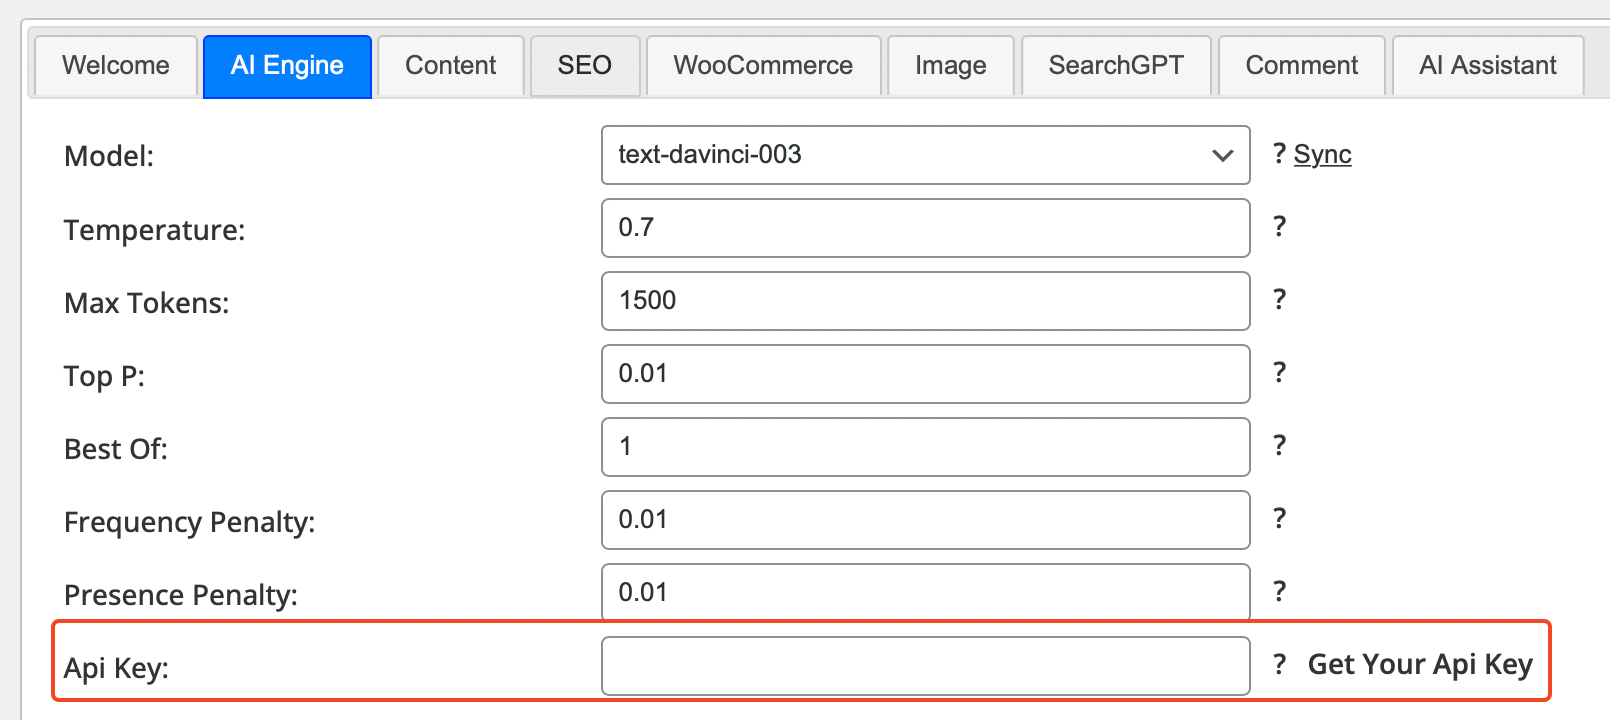 Welcome AI Engine Content SEO WooCommerce Image SearchGPT Comment AI Assistant
Model: text-davinci-003 ? Sync
Temperature: 0.7 ?
Max Tokens: 1500 ?
Top P: 0.01 ?
Best Of: 1 ?
Frequency Penalty: 0.01 ?
Presence Penalty: 0.01 ?
Api Key: ? Get Your Api Key